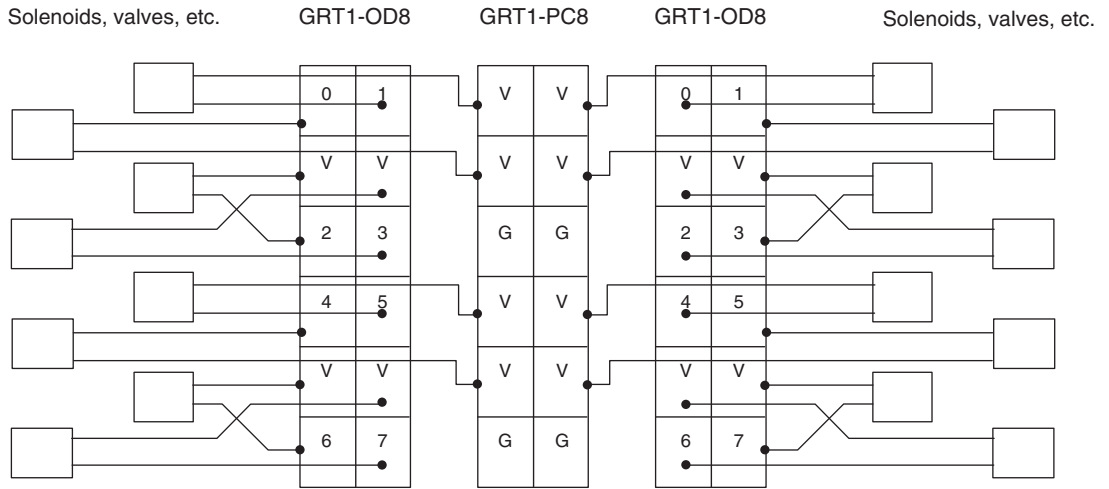 Solenoids, valves, etc. GRT1-OD8 GRT1-PC8 GRT1-OD8 Solenoids, valves, etc.
0 1 V V 0 1
V V V V V V
2 3 G G 2 3
4 5 V V 4 5
V V V V V V
6 7 G G 6 7